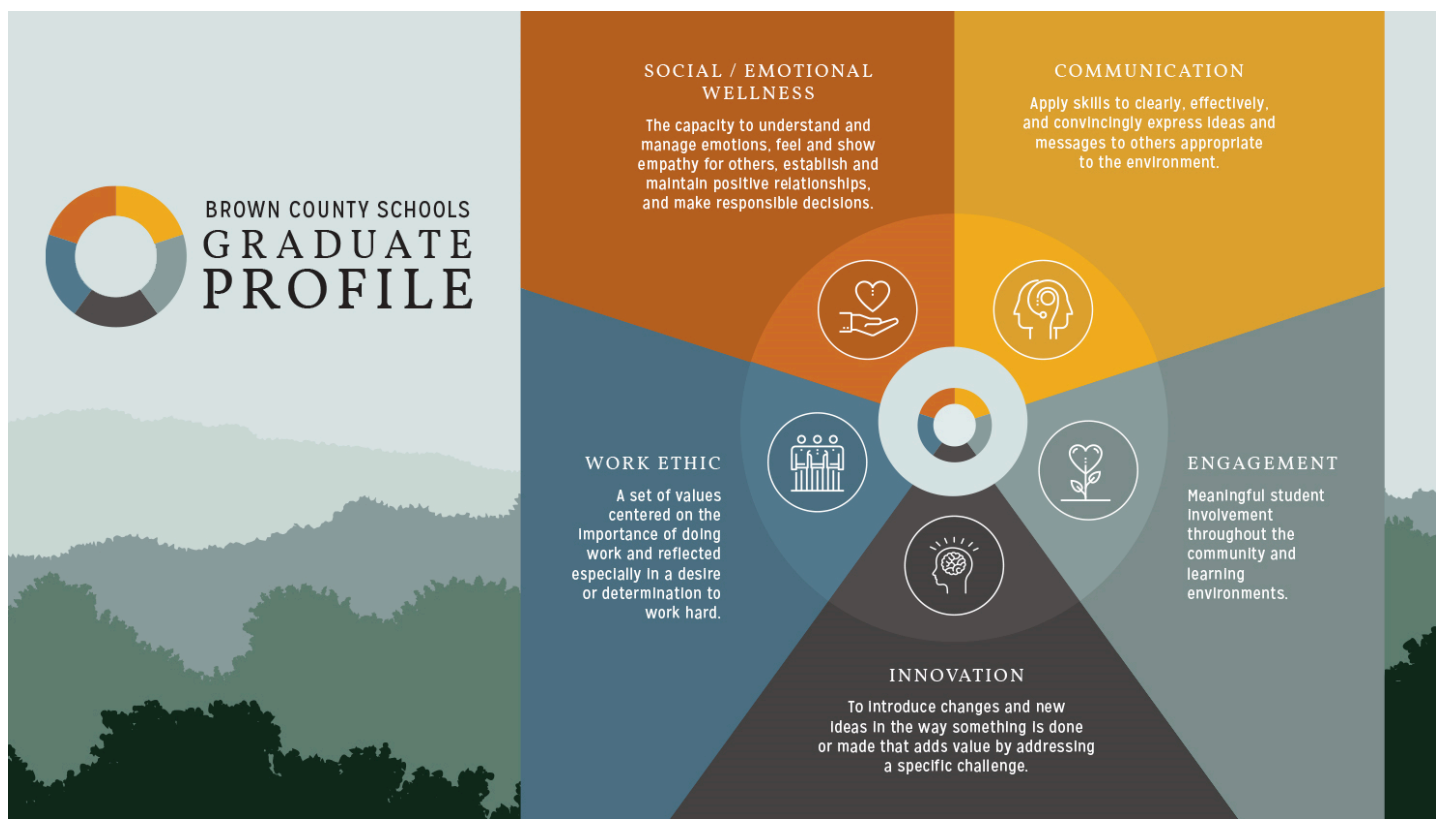 BROWN COUNTY SCHOOLS
GRADUATE
PROFILE
SOCIAL / EMOTIONAL
WELLNESS
The capacity to understand and
manage emotions, feel and show
empathy for others, establish and
maintain positive relationships,
and make responsible decisions.
COMMUNICATION
Apply skills to clearly, effectively,
and convincingly express ideas and
messages to others appropriate
to the environment.
WORK ETHIC
A set of values
centered on the
importance of doing
work and reflected
especially in a desire
or determination to
work hard.
ENGAGEMENT
Meaningful student
involvement
throughout the
community and
learning
environments.
INNOVATION
To introduce changes and new
ideas in the way something is done
or made that adds value by addressing
a specific challenge.